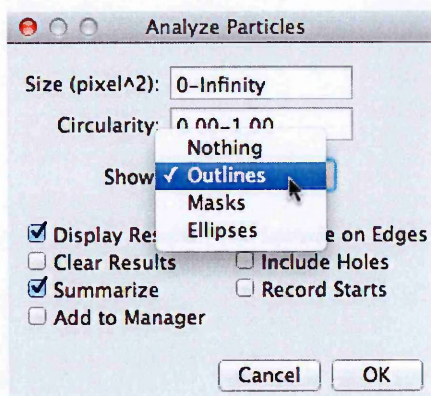 Analyze Particles
Size (pixel^2): 0-Infinity
Circularity: 0.00-1.00
Nothing
Show ✓ Outlines
Masks
Ellipses
Display Res e on Edges
Clear Results Include Holes
Summarize Record Starts
Add to Manager
Cancel OK